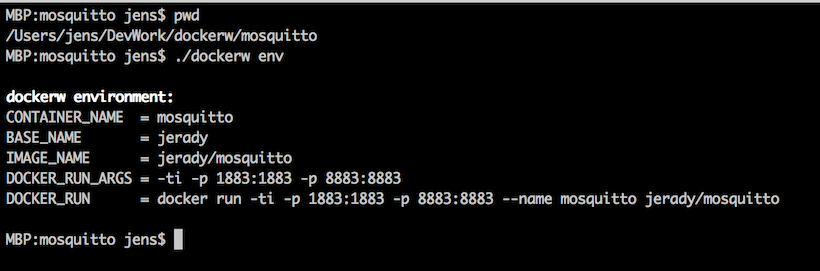 MBP:mosquitto jens$ pwd
/Users/jens/DevWork/dockerw/mosquitto
MBP:mosquitto jens$ ./dockerw env
dockerw environment:
CONTAINER_NAME = mosquitto
BASE_NAME = jerady
IMAGE_NAME = jerady/mosquitto
DOCKER_RUN_ARGS = -ti -p 1883:1883 -p 8883:8883
DOCKER_RUN = docker run -ti -p 1883:1883 -p 8883:8883 --name mosquitto jerady/mosquitto
MBP:mosquitto jens$